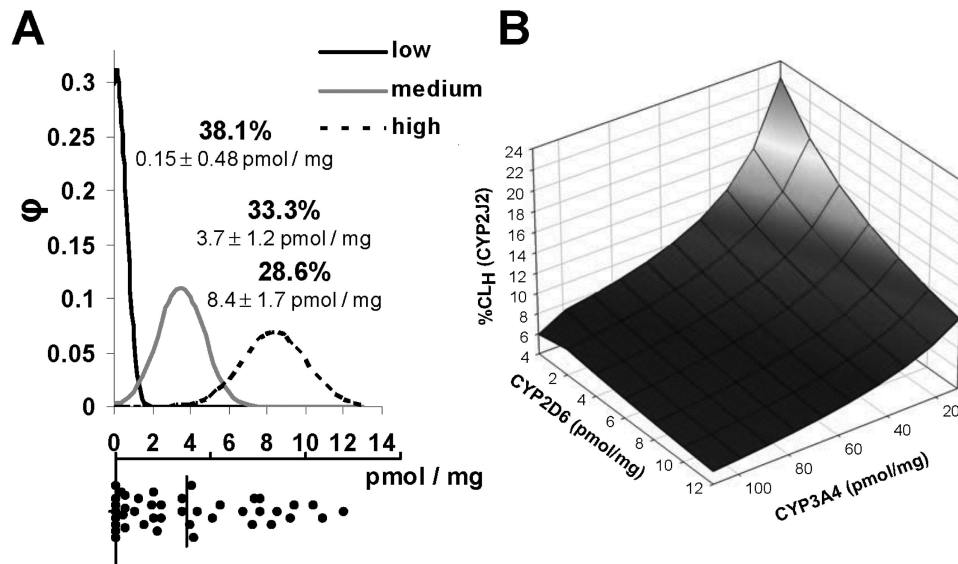 A
low
medium
high
0.3
0.25
0.2
0.15
0.1
0.05
0
φ
38.1%
0.15 ± 0.48 pmol / mg
33.3%
3.7 ± 1.2 pmol / mg
28.6%
8.4 ± 1.7 pmol / mg
0 2 4 6 8 10 12 14
pmol / mg
B
%CLH (CYP2J2)
24
22
20
18
16
14
12
10
8
6
4
2 4 6 8 10 12
CYP2D6 (pmol/mg)
100 80 60 40 20
CYP3A4 (pmol/mg)